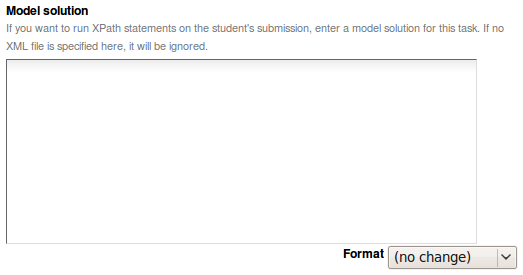 Model solution
If you want to run XPath statements on the student's submission, enter a model solution for this task. If no
XML file is specified here, it will be ignored.
Format (no change)